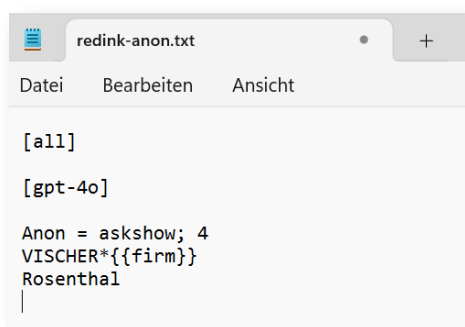 redink-anon.txt
Datei Bearbeiten Ansicht
[all]
[gpt-4o]
Anon = askshow; 4
VISCHER*{{firm}}
Rosenthal